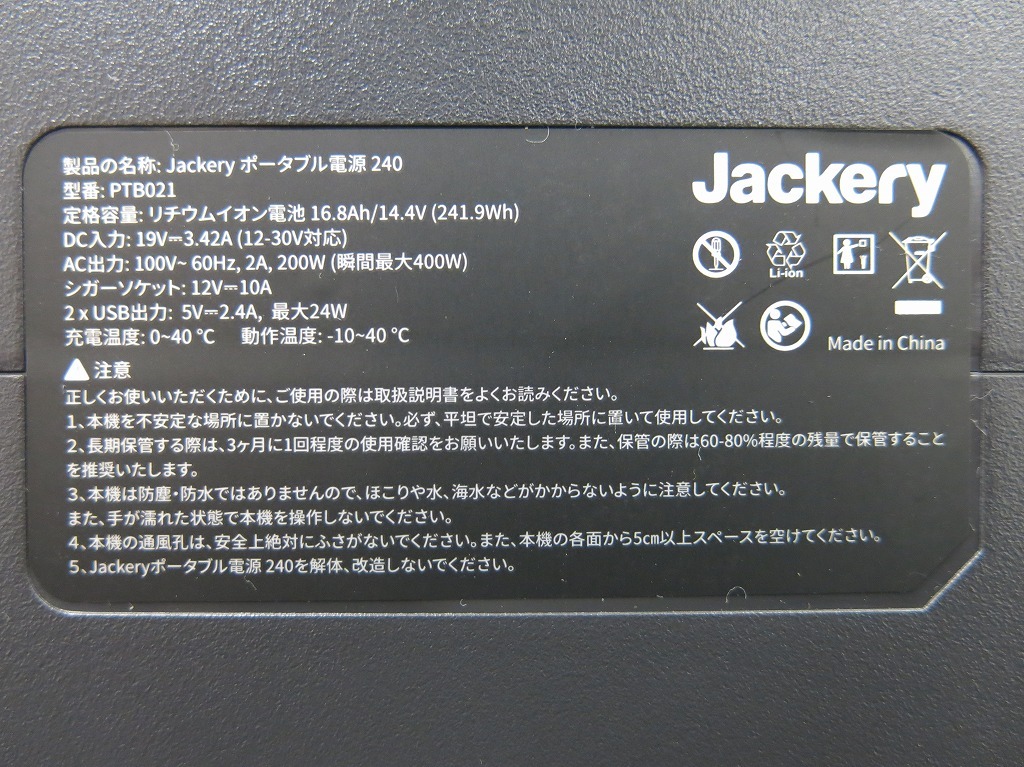 製品の名称: Jackery ポータブル電源 240
型番: PTB021
定格容量: リチウムイオン電池 16.8Ah/14.4V (241.9Wh)
DC入力: 19V⎓3.42A (12-30V対応)
AC出力: 100V~ 60Hz, 2A, 200W (瞬間最大400W)
シガーソケット: 12V⎓10A
2 x USB出力: 5V⎓2.4A, 最大24W
充電温度: 0~40 ℃ 動作温度: -10~40 ℃
Jackery
Li-ion
Made in China
注意
正しくお使いいただくために、ご使用の際は取扱説明書をよくお読みください。
1、本機を不安定な場所に置かないでください。必ず、平坦で安定した場所に置いて使用してください。
2、長期保管する際は、3ヶ月に1回程度の使用確認をお願いいたします。また、保管の際は60-80%程度の残量で保管すること
を推奨いたします。
3、本機は防塵・防水ではありませんので、ほこりや水、海水などがかからないように注意してください。
また、手が濡れた状態で本機を操作しないでください。
4、本機の通風孔は、安全上絶対にふさがないでください。また、本機の各面から5cm以上スペースを空けてください。
5、Jackeryポータブル電源 240を解体、改造しないでください。